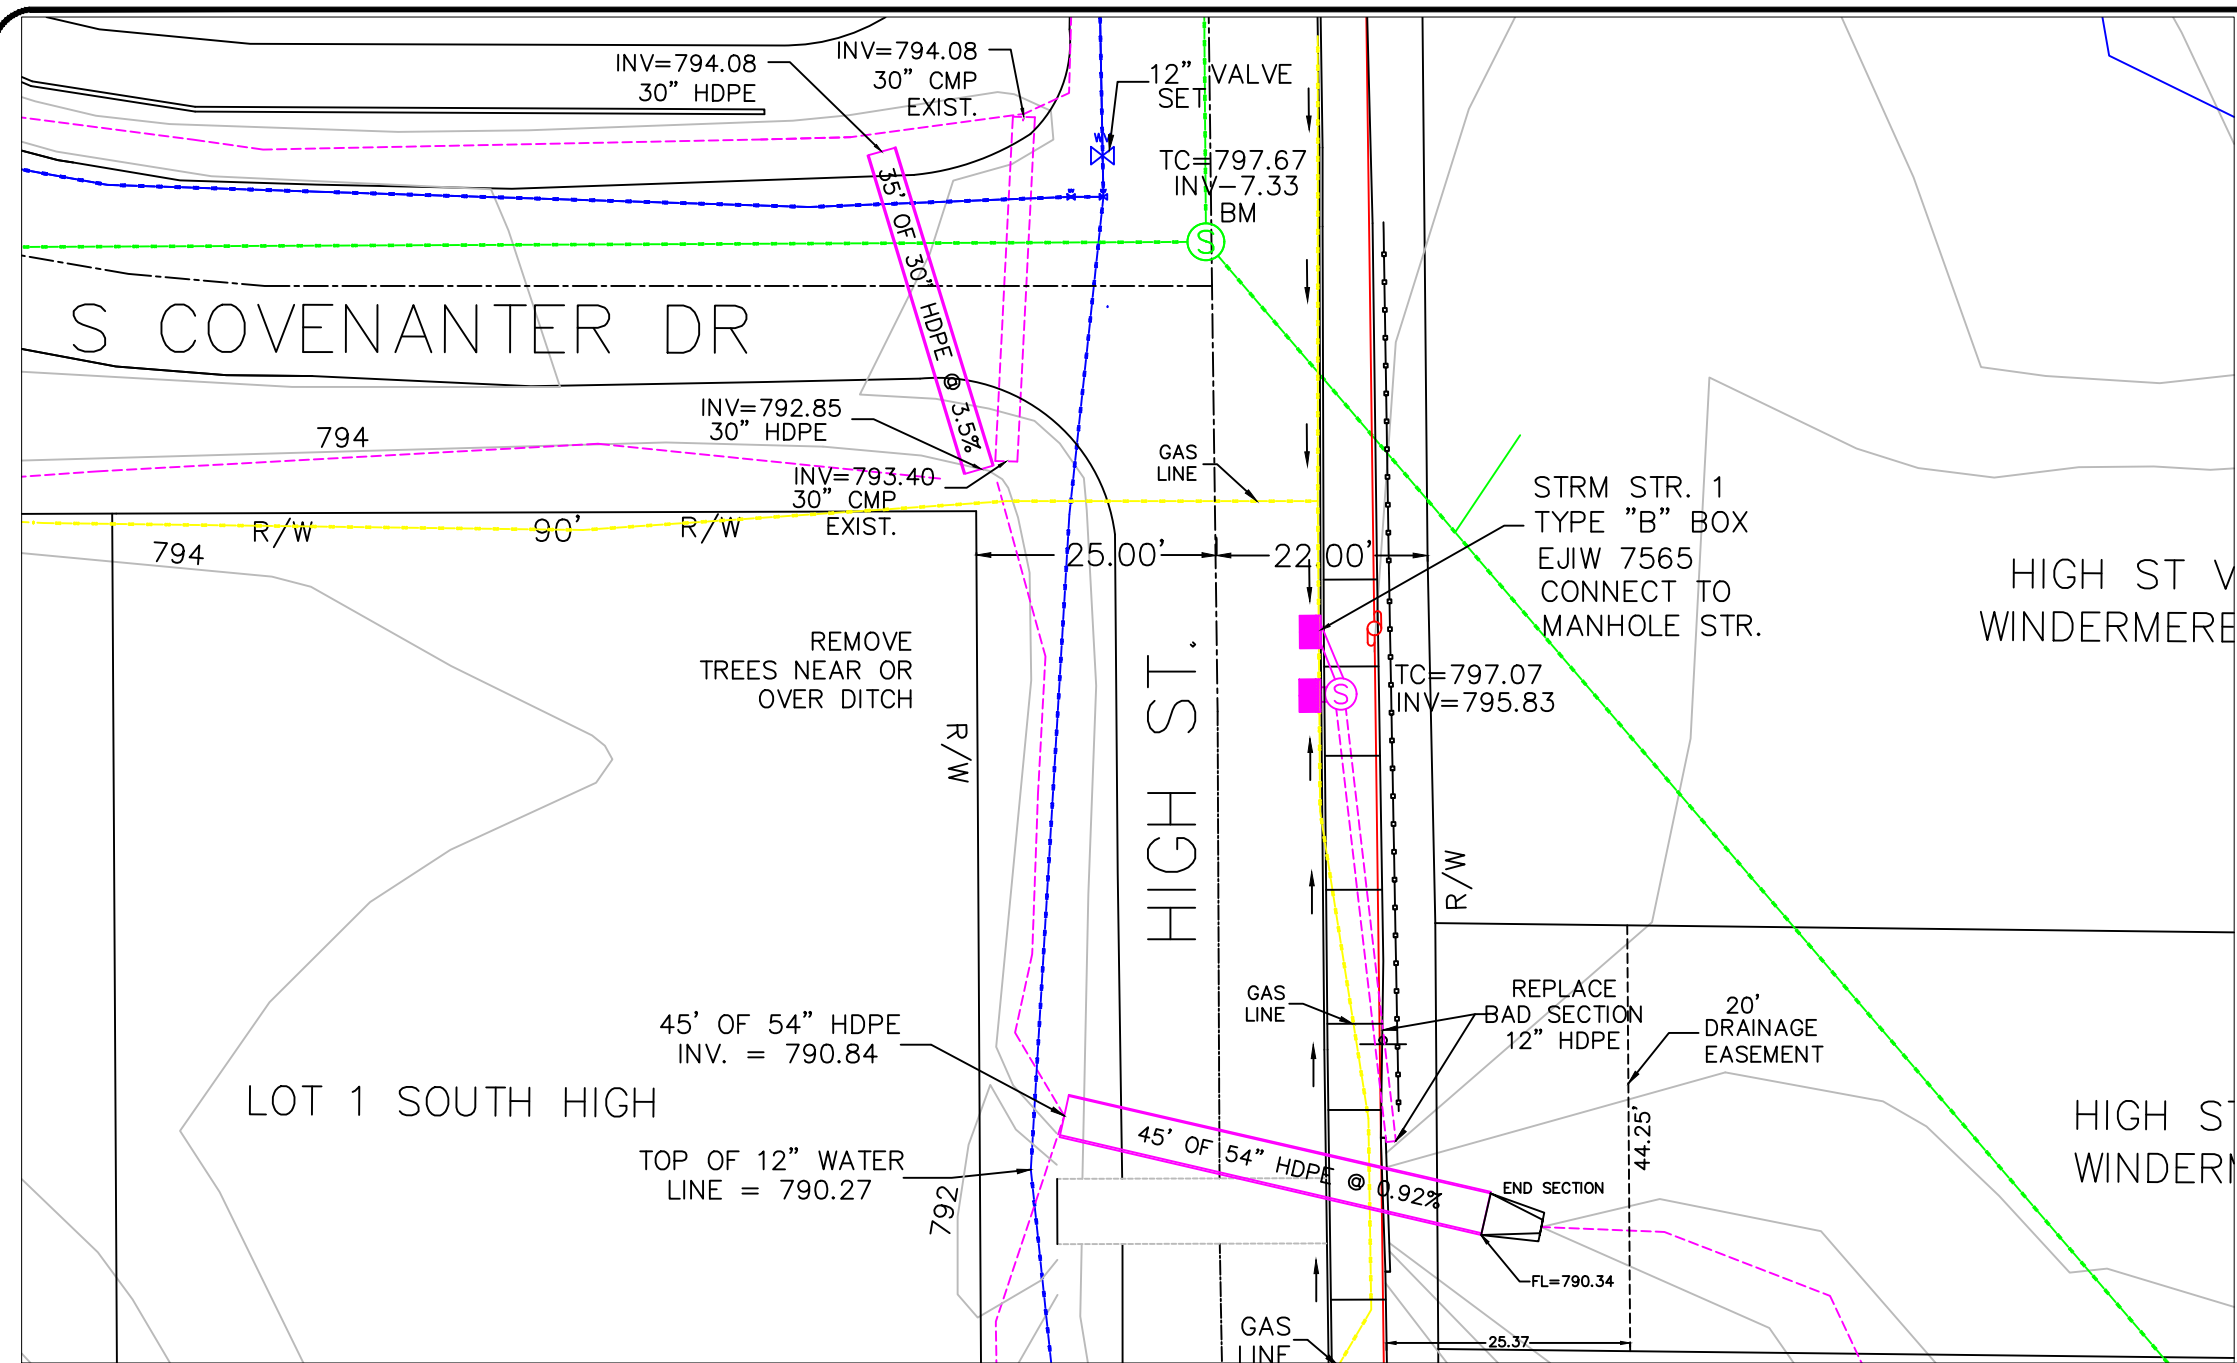 INV=794.08
30" HDPE
INV=794.08
30" CMP
EXIST.
12" VALVE
SET
TC=797.67
INV-7.33
BM
S
35' OF 30" HDPE @ 3.5%
S COVENANTER DR
INV=792.85
30" HDPE
794
INV=793.40
30" CMP
EXIST.
GAS
LINE
R/W
90'
R/W
794
25.00'
22.00'
STRM STR. 1
TYPE "B" BOX
EJIW 7565
CONNECT TO
MANHOLE STR.
HIGH ST V
WINDERMERE
REMOVE
TREES NEAR OR
OVER DITCH
R/W
HIGH ST.
S
TC=797.07
INV=795.83
R/W
GAS
LINE
REPLACE
BAD SECTION
12" HDPE
20'
DRAINAGE
EASEMENT
45' OF 54" HDPE
INV. = 790.84
LOT 1 SOUTH HIGH
45' OF 54" HDPE @ 0.92%
44.25'
HIGH ST
WINDERM
TOP OF 12" WATER
LINE = 790.27
792
END SECTION
FL=790.34
GAS
LINE
25.37